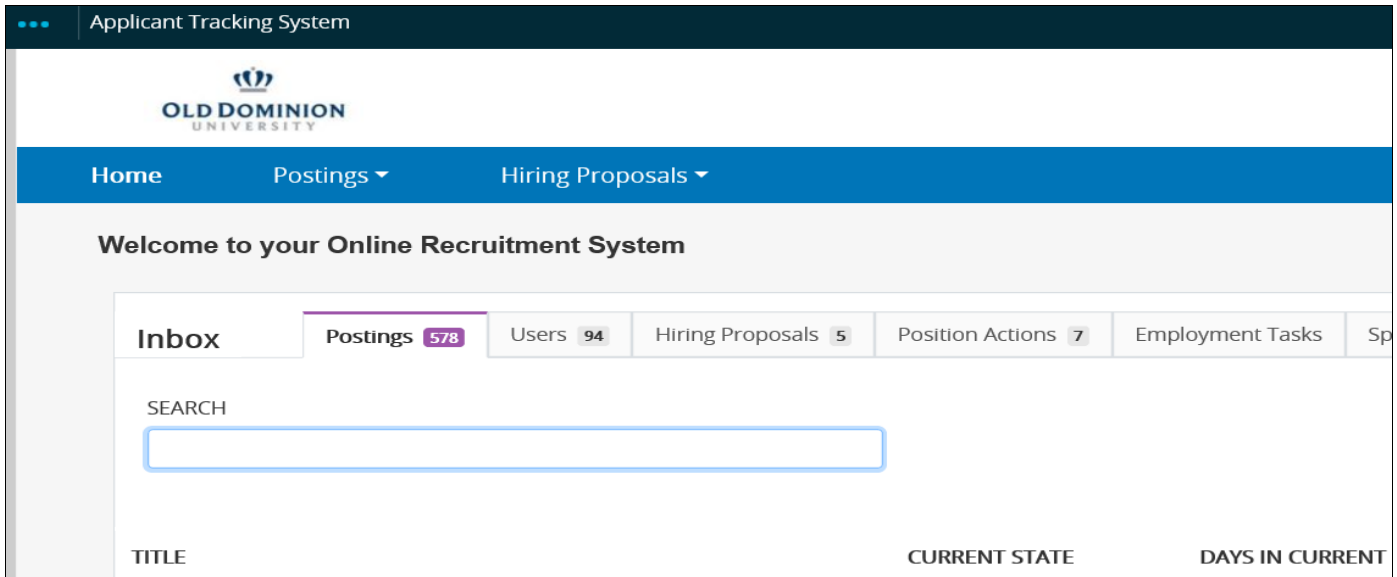 Applicant Tracking System
OLD DOMINION
UNIVERSITY
Home Postings Hiring Proposals
Welcome to your Online Recruitment System
Inbox Postings 578 Users 94 Hiring Proposals 5 Position Actions 7 Employment Tasks Sp
SEARCH
TITLE CURRENT STATE DAYS IN CURRENT